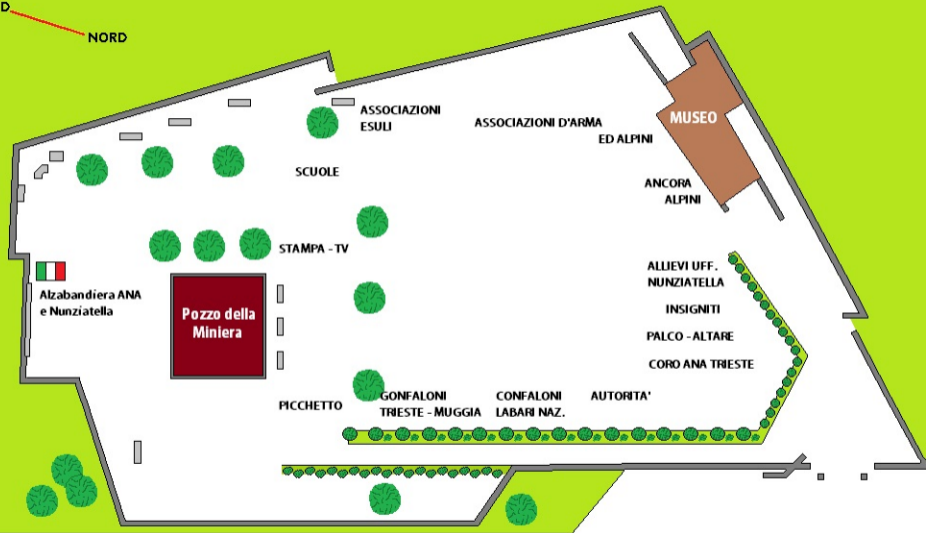 D
NORD
ASSOCIAZIONI
ESULI
ASSOCIAZIONI D'ARMA
ED ALPINI
MUSEO
SCUOLE
ANCORA
ALPINI
STAMPA - TV
ALLIEVI UFF.
NUNZIATELLA
Alzabandiera ANA
e Nunziatella
Pozzo della
Miniera
INSIGNITI
PALCO - ALTARE
CORO ANA TRIESTE
PICCHETTO
GONFALONI
TRIESTE - MUGGIA
CONFALONI
LABARI NAZ.
AUTORITA'